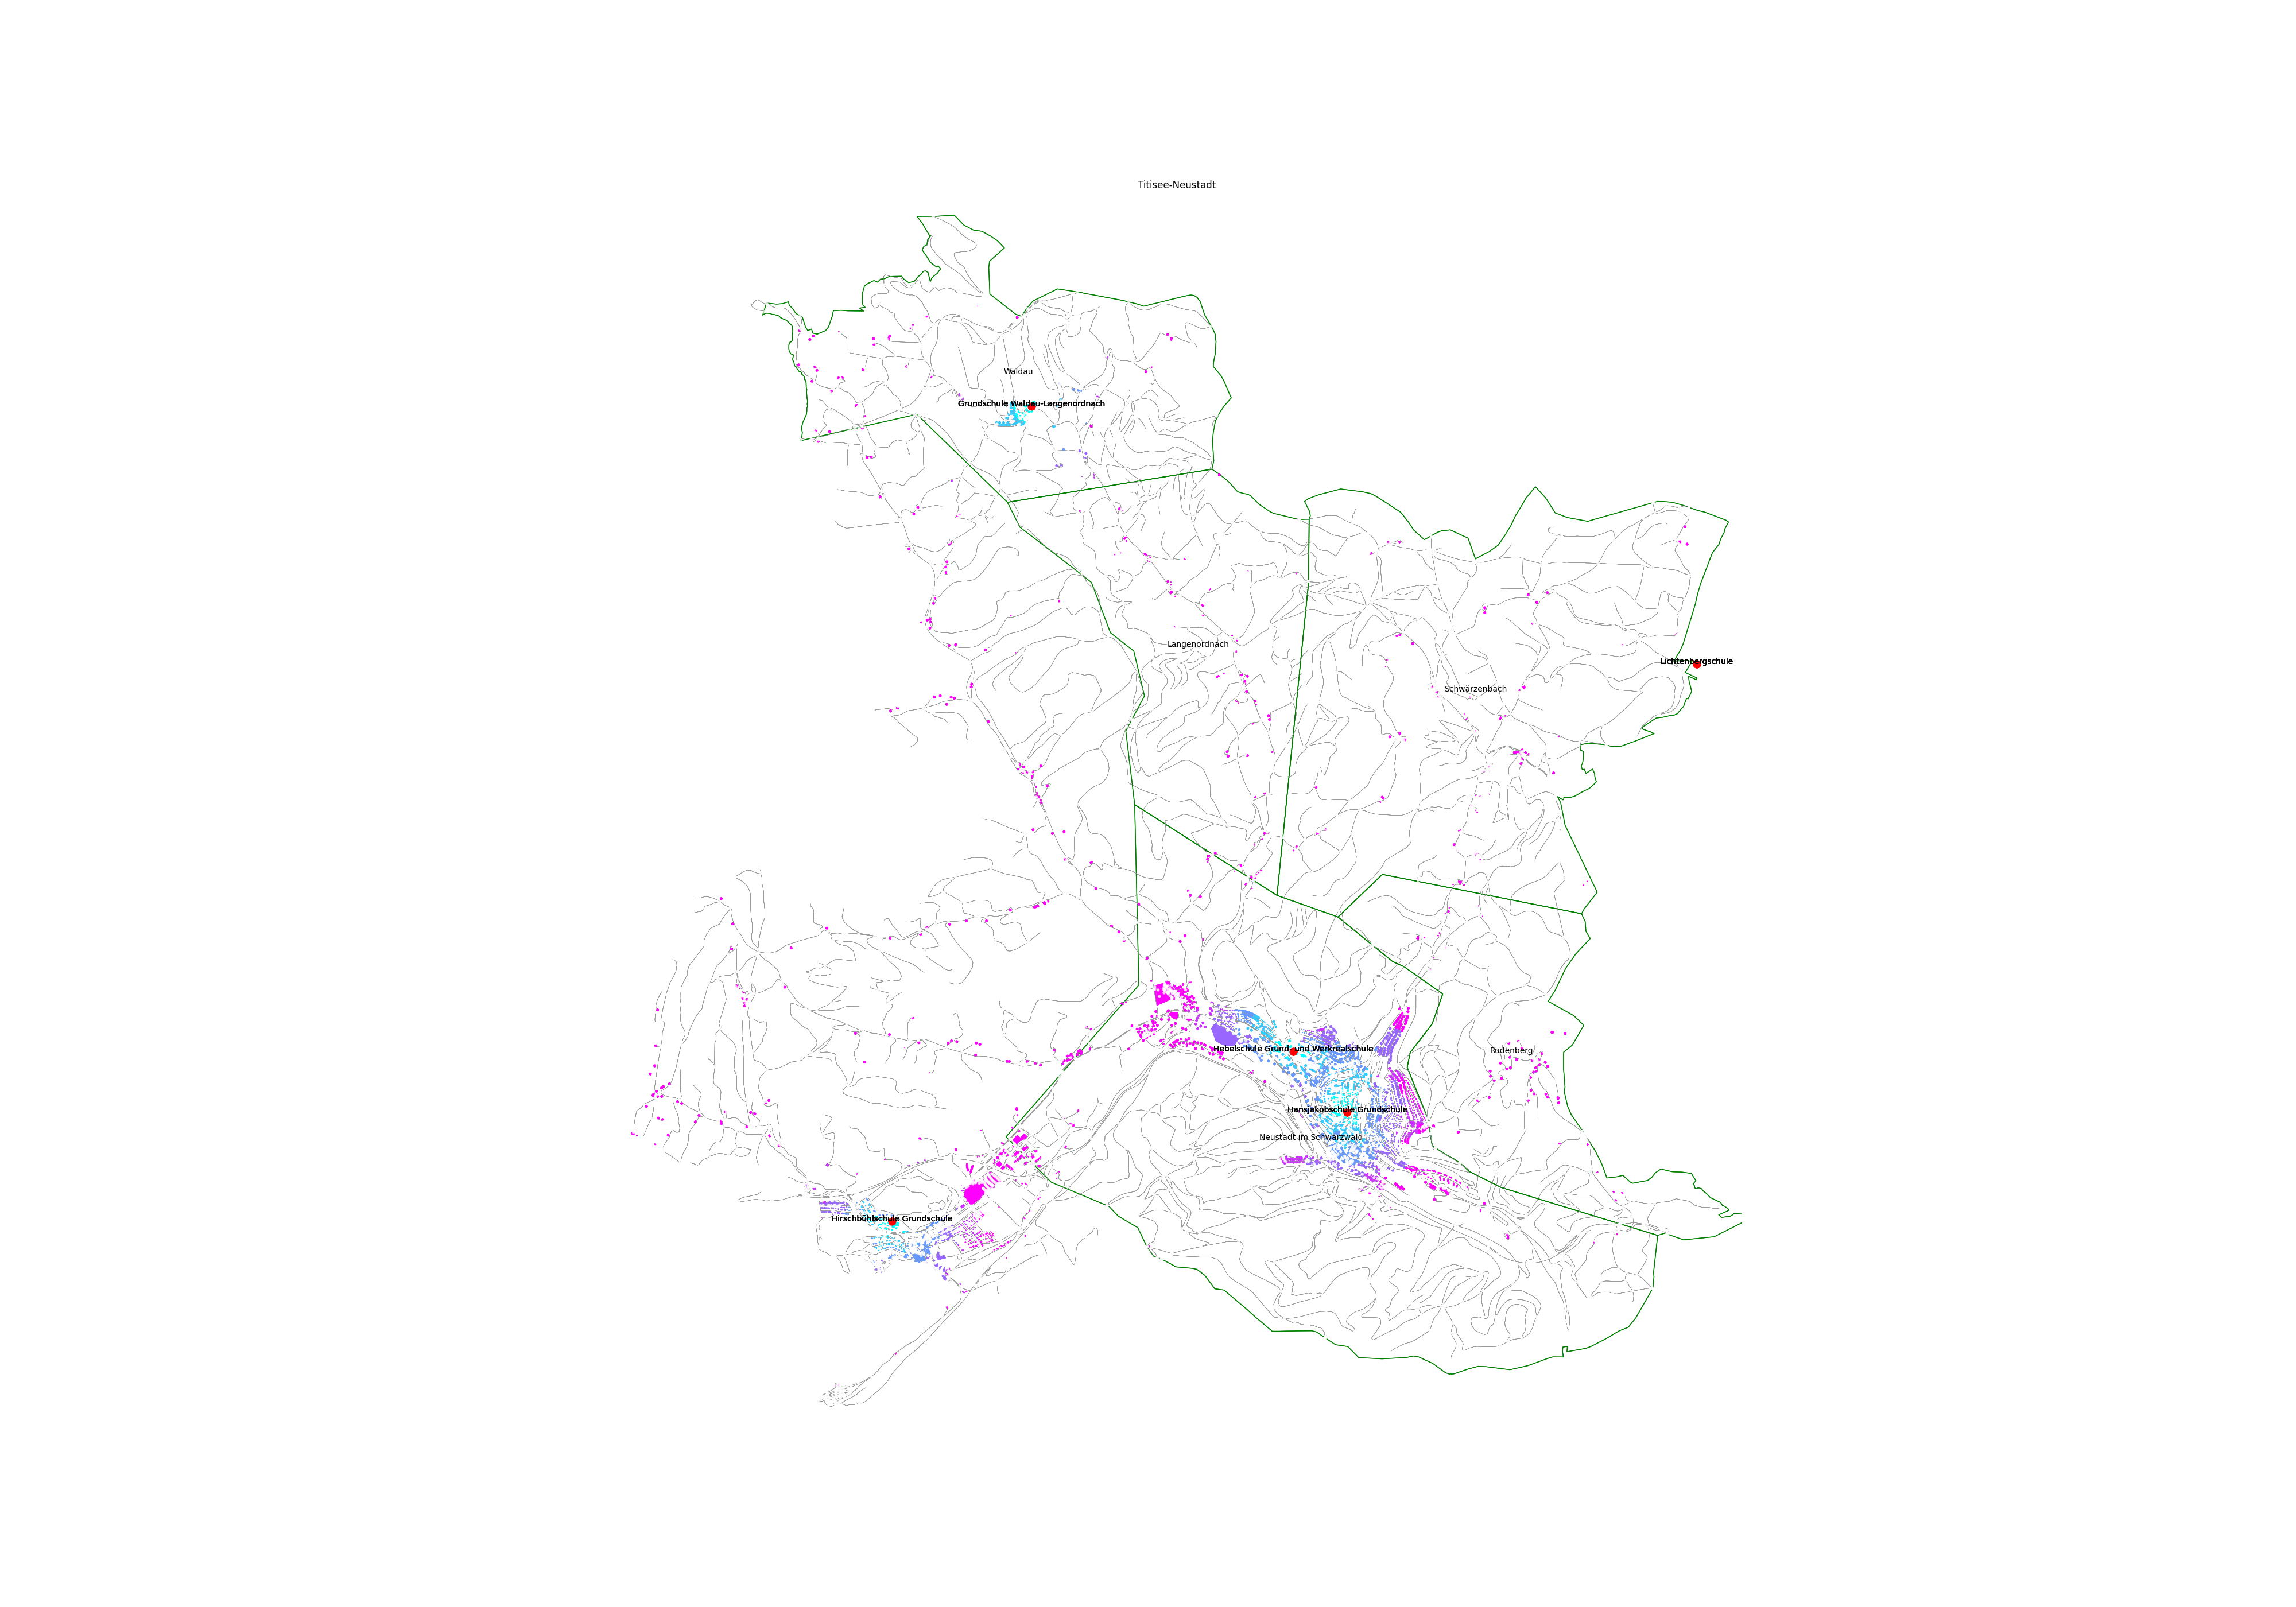 Titisee-Neustadt
Waldau
Grundschule Waldau-Langenordnach
Langenordnach
Lichtenbergschule
Schwärzenbach
Hebelschule Grund- und Werkrealschule
Rudenberg
Hansjakobschule Grundschule
Neustadt im Schwarzwald
Hirschbühlschule Grundschule